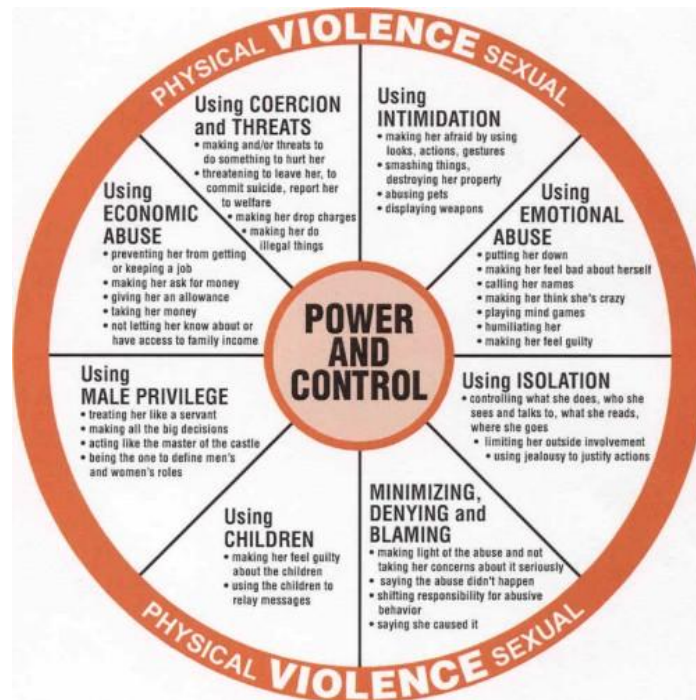 PHYSICAL VIOLENCE SEXUAL
Using COERCION
and THREATS
• making and/or threats to
do something to hurt her
• threatening to leave her, to
commit suicide, report her
to welfare
• making her drop charges
• making her do
illegal things
Using
INTIMIDATION
• making her afraid by using
looks, actions, gestures
• smashing things,
destroying her property
• abusing pets
• displaying weapons
Using
EMOTIONAL
ABUSE
• putting her down
• making her feel bad about herself
• calling her names
• making her think she's crazy
• playing mind games
• humiliating her
• making her feel guilty
Using ISOLATION
• controlling what she does, who she
sees and talks to, what she reads,
where she goes
• limiting her outside involvement
• using jealousy to justify actions
MINIMIZING,
DENYING and
BLAMING
• making light of the abuse and not
taking her concerns about it seriously
• saying the abuse didn't happen
• shifting responsibility for abusive
behavior
• saying she caused it
Using
CHILDREN
• making her feel guilty
about the children
• using the children to
relay messages
Using
MALE PRIVILEGE
• treating her like a servant
• making all the big decisions
• acting like the master of the castle
• being the one to define men's
and women's roles
Using
ECONOMIC
ABUSE
• preventing her from getting
or keeping a job
• making her ask for money
• giving her an allowance
• taking her money
• not letting her know about or
have access to family income
POWER
AND
CONTROL
PHYSICAL VIOLENCE SEXUAL